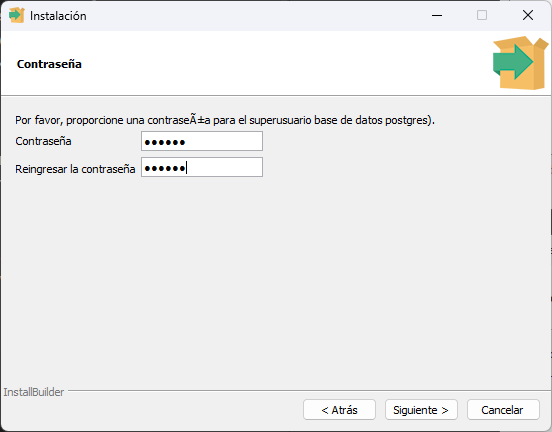 Instalación
Contraseña
Por favor, proporcione una contraseÃ±a para el superusuario base de datos postgres).
Contraseña ●●●●●●
Reingresar la contraseña ●●●●●●
InstallBuilder
< Atrás Siguiente > Cancelar